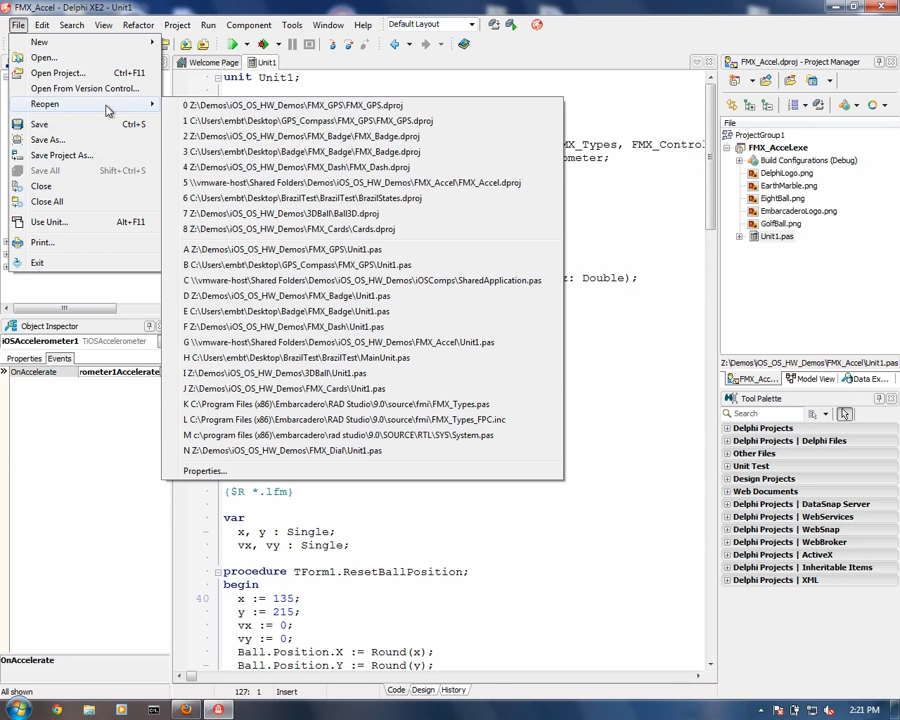 FMX_Accel - Delphi XE2 - Unit1
File Edit Search View Refactor Project Run Component Tools Window Help Default Layout
New
Open...
Open Project... Ctrl+F11
Open From Version Control...
Reopen
Save Ctrl+S
Save As...
Save Project As...
Save All Shift+Ctrl+S
Close
Close All
Use Unit... Alt+F11
Print...
Exit
0 Z:\Demos\iOS_OS_HW_Demos\FMX_GPS\FMX_GPS.dproj
1 C:\Users\embt\Desktop\GPS_Compass\FMX_GPS\FMX_GPS.dproj
2 Z:\Demos\iOS_OS_HW_Demos\FMX_Badge\FMX_Badge.dproj
3 C:\Users\embt\Desktop\Badge\FMX_Badge\FMX_Badge.dproj
4 Z:\Demos\iOS_OS_HW_Demos\FMX_Dash\FMX_Dash.dproj
5 \\vmware-host\Shared Folders\Demos\iOS_OS_HW_Demos\FMX_Accel\FMX_Accel.dproj
6 C:\Users\embt\Desktop\BrazilTest\BrazilStates.dproj
7 Z:\Demos\iOS_OS_HW_Demos\3DBall\Ball3D.dproj
8 Z:\Demos\iOS_OS_HW_Demos\FMX_Cards\Cards.dproj
A Z:\Demos\iOS_OS_HW_Demos\FMX_GPS\Unit1.pas
B C:\Users\embt\Desktop\GPS_Compass\FMX_GPS\Unit1.pas
C \\vmware-host\Shared Folders\Demos\iOS_OS_HW_Demos\iOSComps\SharedApplication.pas
D Z:\Demos\iOS_OS_HW_Demos\FMX_Badge\Unit1.pas
E C:\Users\embt\Desktop\Badge\FMX_Badge\Unit1.pas
F Z:\Demos\iOS_OS_HW_Demos\FMX_Dash\Unit1.pas
G \\vmware-host\Shared Folders\Demos\iOS_OS_HW_Demos\FMX_Accel\Unit1.pas
H C:\Users\embt\Desktop\BrazilTest\BrazilTest\MainUnit.pas
I Z:\Demos\iOS_OS_HW_Demos\3DBall\Unit1.pas
J Z:\Demos\iOS_OS_HW_Demos\FMX_Cards\Unit1.pas
K C:\Program Files (x86)\Embarcadero\RAD Studio\9.0\source\fmi\FMX_Types.pas
L C:\Program Files (x86)\Embarcadero\RAD Studio\9.0\source\fmi\FMX_Types_FPC.inc
M c:\program files (x86)\embarcadero\rad studio\9.0\SOURCE\RTL\SYS\System.pas
N Z:\Demos\iOS_OS_HW_Demos\FMX_Dial\Unit1.pas
Properties...
Welcome Page Unit1
unit Unit1;
MX_Types, FMX_Control
ometer;
z: Double);
{$R *.lfm}
var
x, y : Single;
vx, vy : Single;
procedure TForm1.ResetBallPosition;
begin
40 x := 135;
y := 215;
vx := 0;
vy := 0;
Ball.Position.X := Round(x);
Ball.Position.Y := Round(y);
127: 1 Insert Code Design History
Object Inspector
iOSAccelerometer1 TiOSAccelerometer
Properties Events
OnAccelerate rometer1Accelerate
OnAccelerate
All shown
FMX_Accel.dproj - Project Manager
File
ProjectGroup1
FMX_Accel.exe
Build Configurations (Debug)
DelphiLogo.png
EarthMarble.png
EightBall.png
EmbarcaderoLogo.png
GolfBall.png
Unit1.pas
Z:\Demos\iOS_OS_HW_Demos\FMX_Accel\Unit1.pas
FMX_Acc... Model View Data Ex...
Tool Palette
Search
Delphi Projects
Delphi Projects | Delphi Files
Other Files
Unit Test
Design Projects
Web Documents
Delphi Projects | DataSnap Server
Delphi Projects | WebServices
Delphi Projects | WebSnap
Delphi Projects | WebBroker
Delphi Projects | ActiveX
Delphi Projects | Inheritable Items
Delphi Projects | XML
2:21 PM